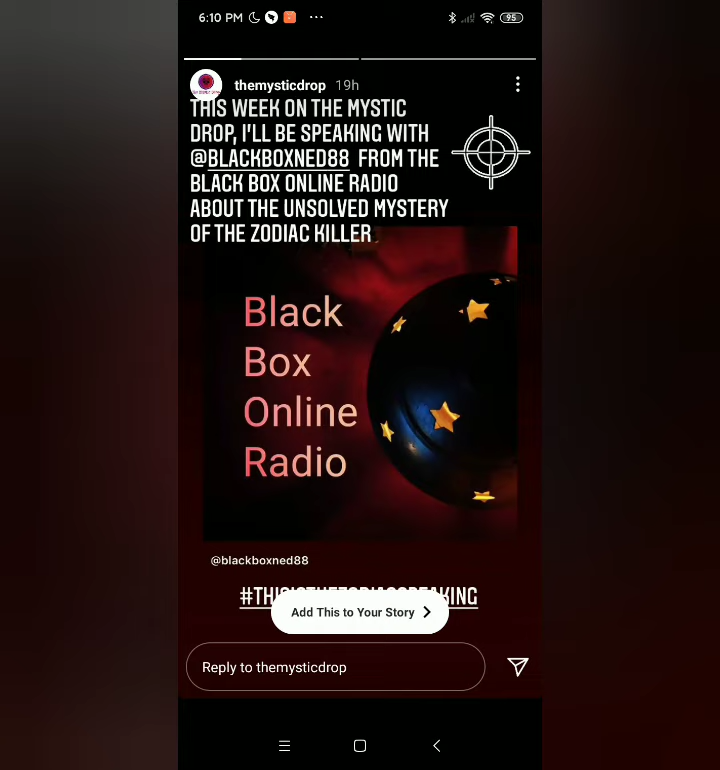 6:10 PM ... 95
themysticdrop 19h
THIS WEEK ON THE MYSTIC
DROP, I'LL BE SPEAKING WITH
@BLACKBOXNED88 FROM THE
BLACK BOX ONLINE RADIO
ABOUT THE UNSOLVED MYSTERY
OF THE ZODIAC KILLER
Black
Box
Online
Radio
@blackboxned88
Add This to Your Story
Reply to themysticdrop